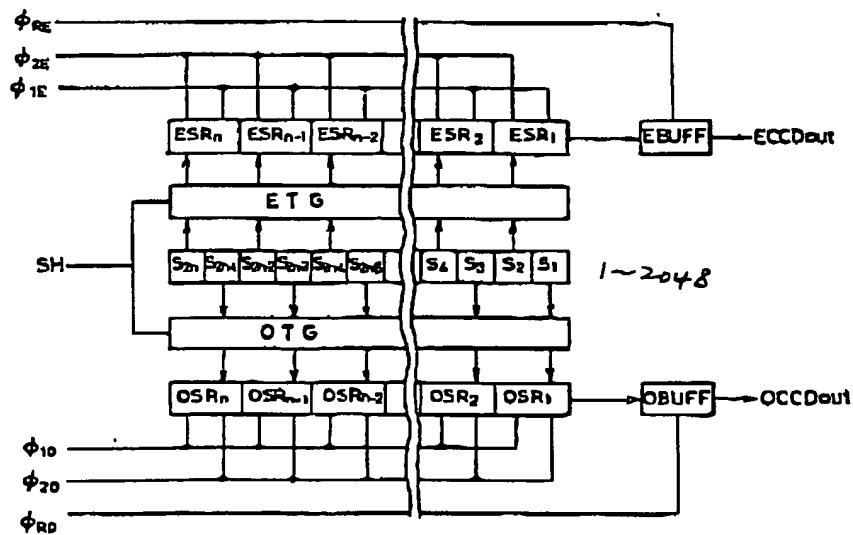 ΦRE
Φ2E
Φ1E
ESRn ESRn-1 ESRn-2 ESR2 ESR1 EBUFF ECCDout
ETG
SH
S2n S2n-1 S2n-2 S2n-3 S2n-4 S2n-5 S4 S3 S2 S1 1~2048
OTG
OSRn OSRn-1 OSRn-2 OSR2 OSR1 OBUFF OCCDout
Φ1O
Φ2O
ΦRO